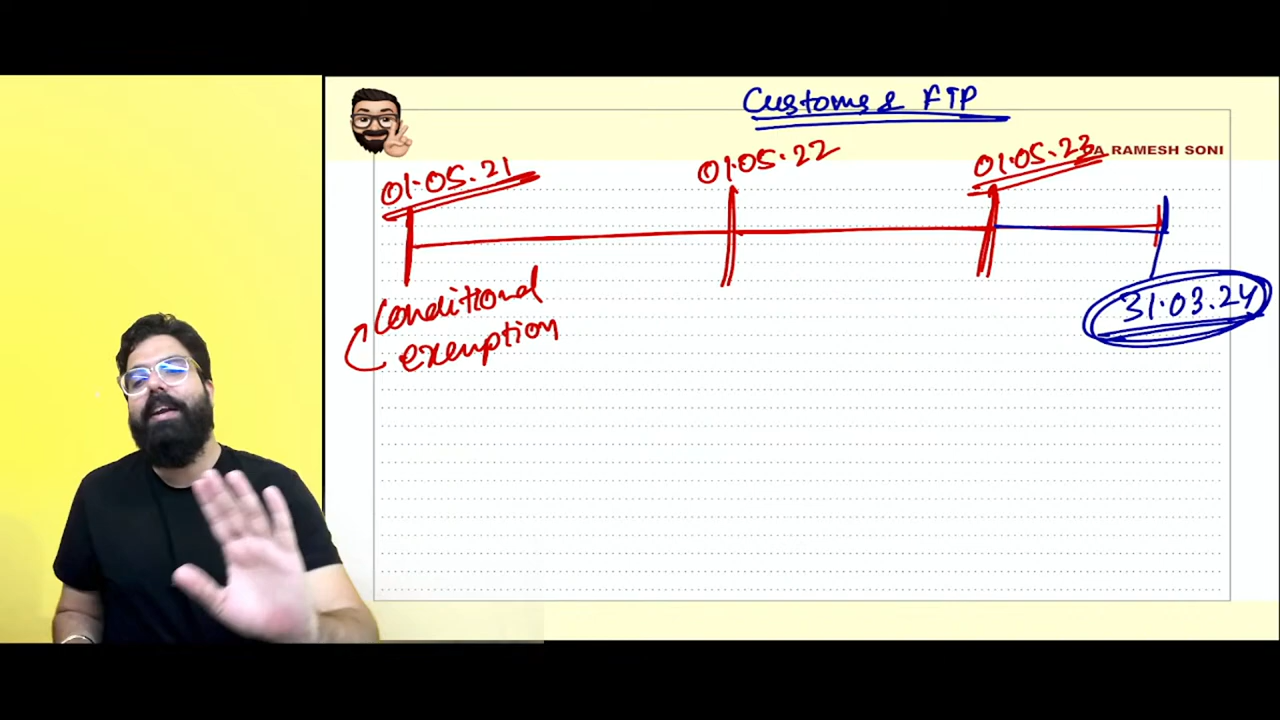 Customs & FTP
RAMESH SONI
01.05.21
01.05.22
01.05.23
31.03.24
Conditional
exemption